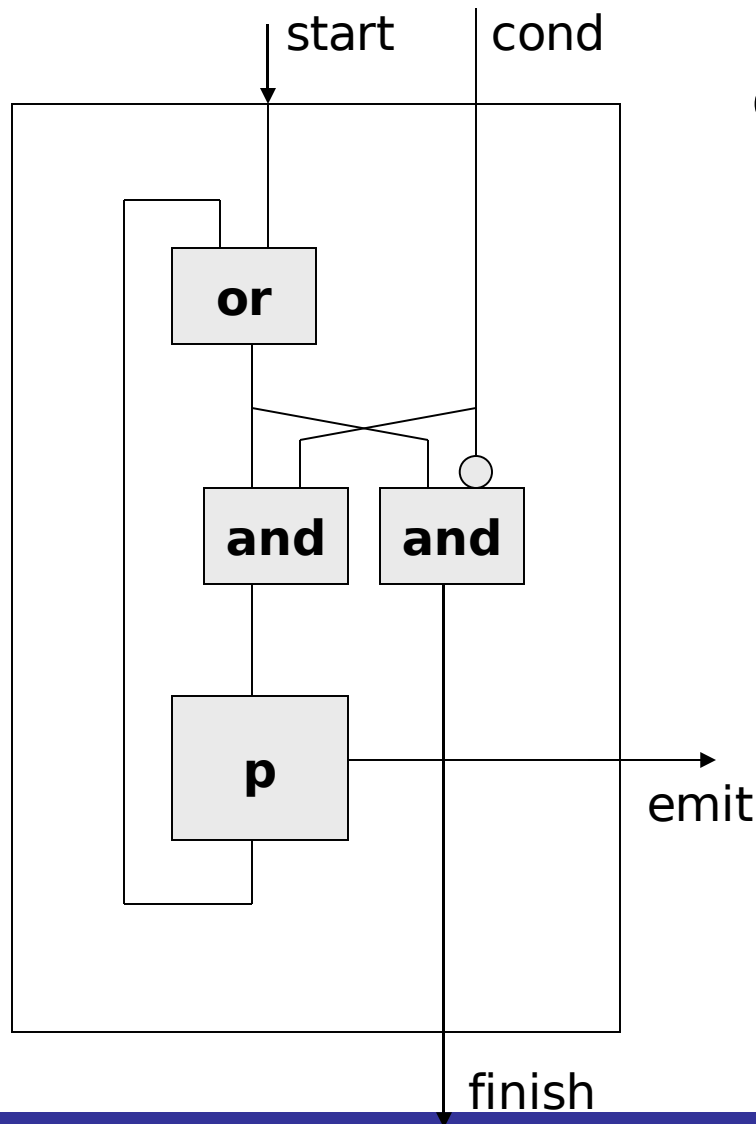 start
cond
or
and
and
p
emit
finish